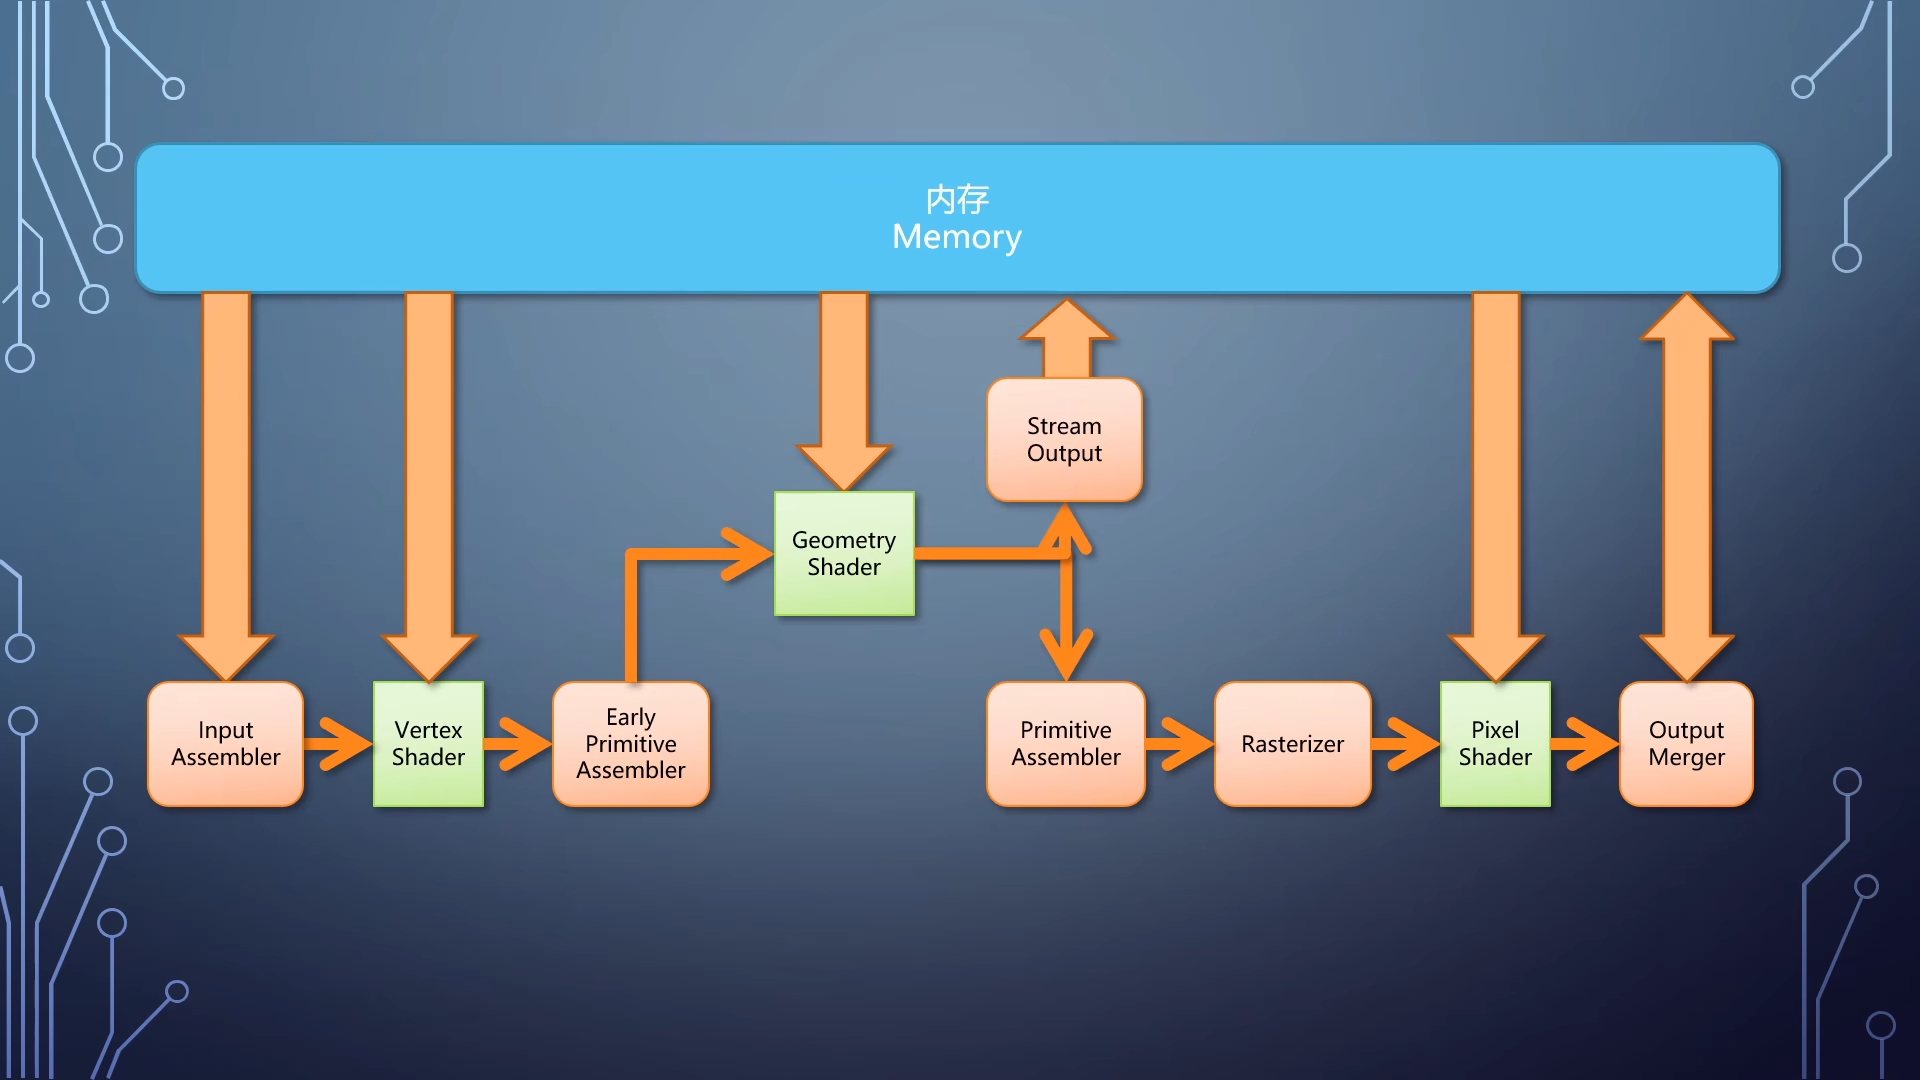 内存
Memory
Stream
Output
Geometry
Shader
Input
Assembler
Vertex
Shader
Early
Primitive
Assembler
Primitive
Assembler
Rasterizer
Pixel
Shader
Output
Merger